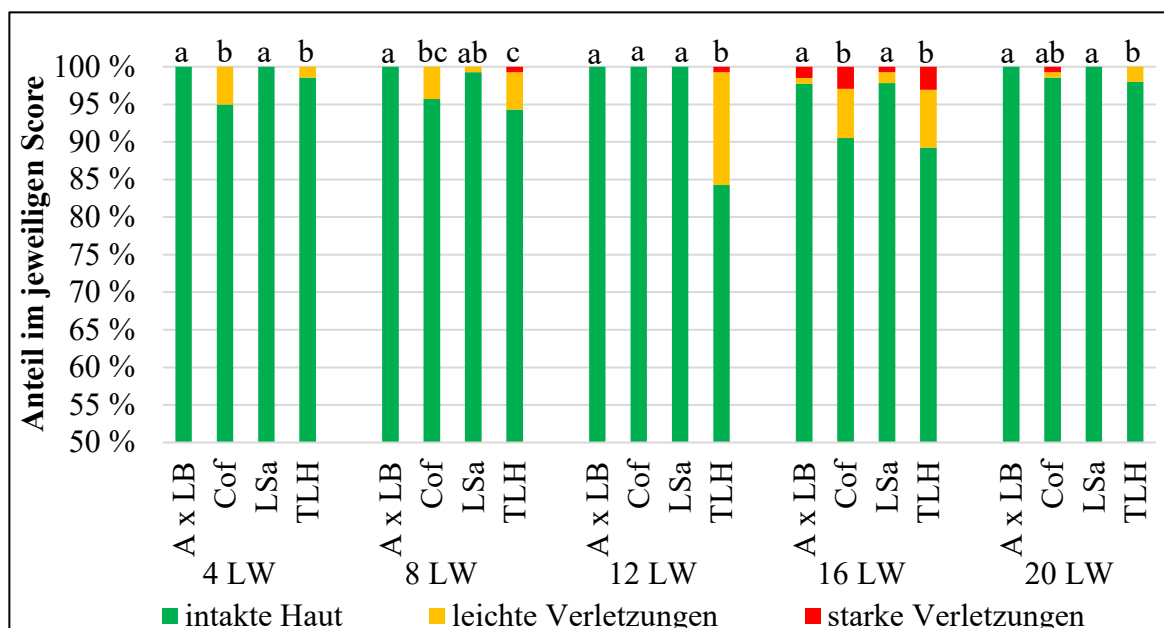 Anteil im jeweiligen Score
a b a b a bc ab c a a a b a b a b a ab a b
100 %
95 %
90 %
85 %
80 %
75 %
70 %
65 %
60 %
55 %
50 %
A x LB Cof LSa TLH A x LB Cof LSa TLH A x LB Cof LSa TLH A x LB Cof LSa TLH A x LB Cof LSa TLH
4 LW 8 LW 12 LW 16 LW 20 LW
intakte Haut leichte Verletzungen starke Verletzungen